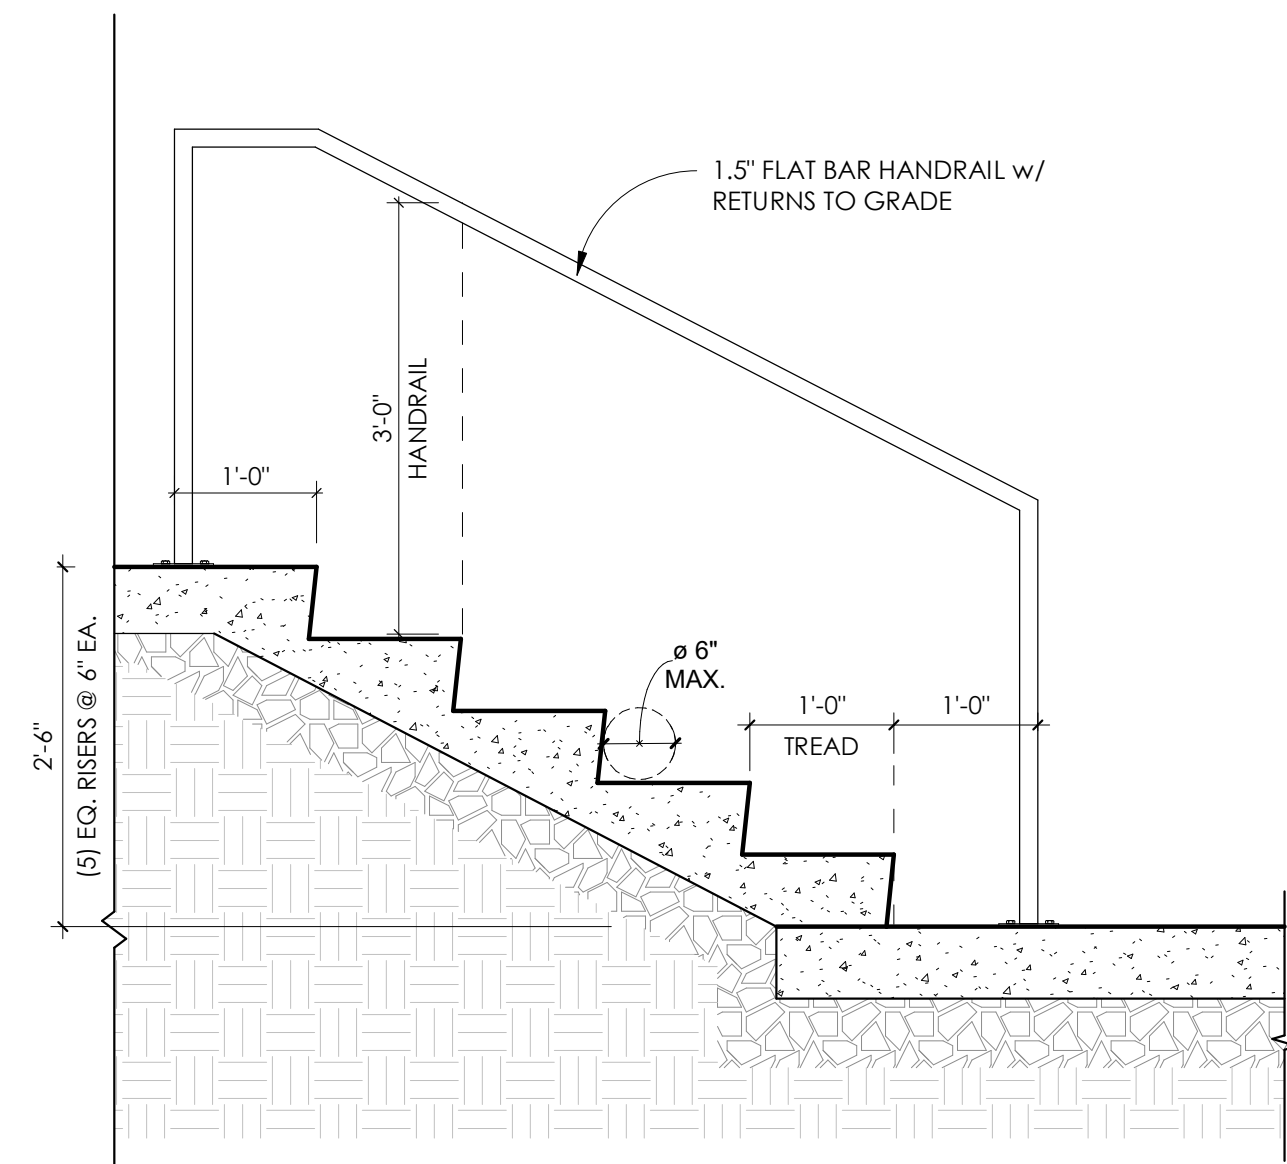 1.5" FLAT BAR HANDRAIL w/
RETURNS TO GRADE
3'-0"
HANDRAIL
1'-0"
ø 6"
MAX.
1'-0"
TREAD
1'-0"
2'-6"
(5) EQ. RISERS @ 6" EA.